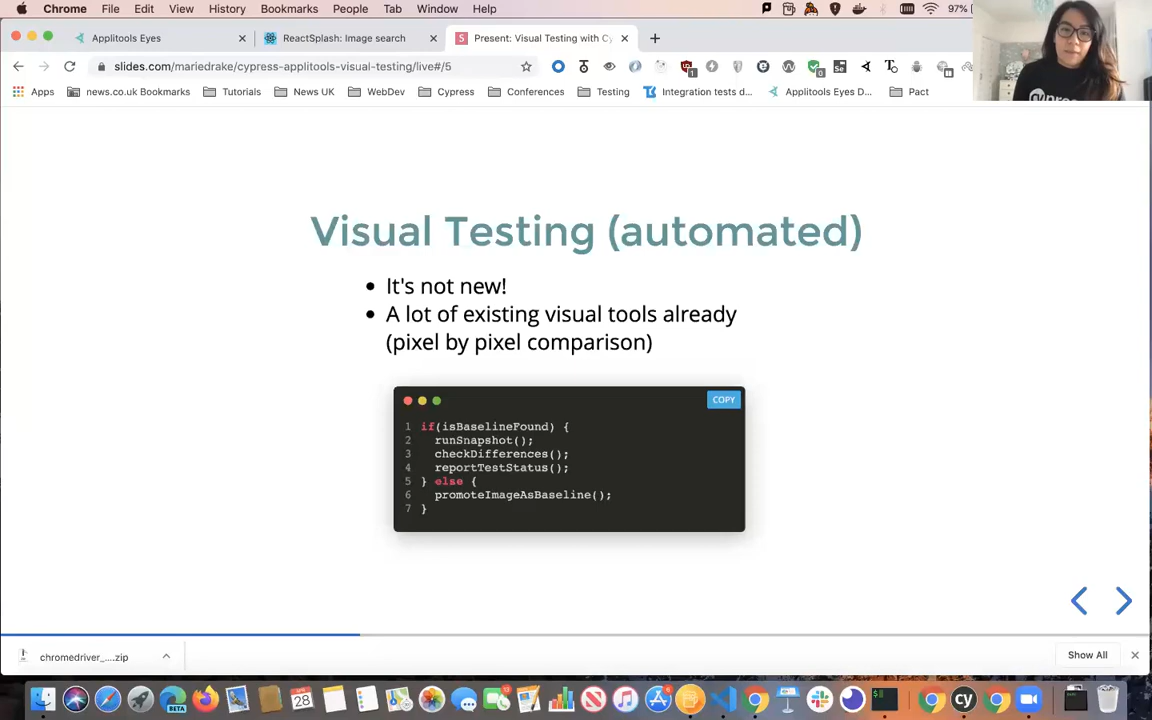 Chrome File Edit View History Bookmarks People Tab Window Help 97%
Applitools Eyes ReactSplash: Image search Present: Visual Testing with Cy
slides.com/mariedrake/cypress-applitools-visual-testing/live#/5
Apps news.co.uk Bookmarks Tutorials News UK WebDev Cypress Conferences Testing Integration tests d... Applitools Eyes D... Pact
Visual Testing (automated)
It's not new!
A lot of existing visual tools already
(pixel by pixel comparison)
COPY
1 if(isBaselineFound) {
2 runSnapshot();
3 checkDifferences();
4 reportTestStatus();
5 } else {
6 promoteImageAsBaseline();
7 }
chromedriver_....zip
Show All
BETA
28
cy